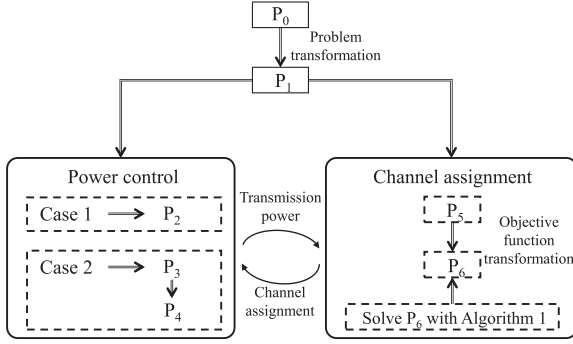 P0
Problem
transformation
P1
Power control
Case 1
P2
Case 2
P3
P4
Transmission
power
Channel
assignment
Channel assignment
P5
Objective
function
transformation
P6
Solve P6 with Algorithm 1